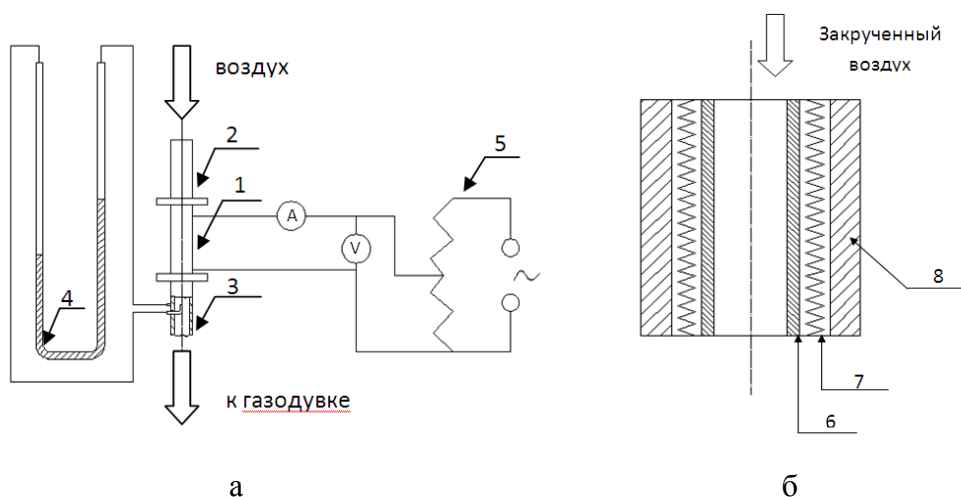 воздух
2
5
1
A
V
4
3
к газодувке
а
Закрученный
воздух
8
7
6
б